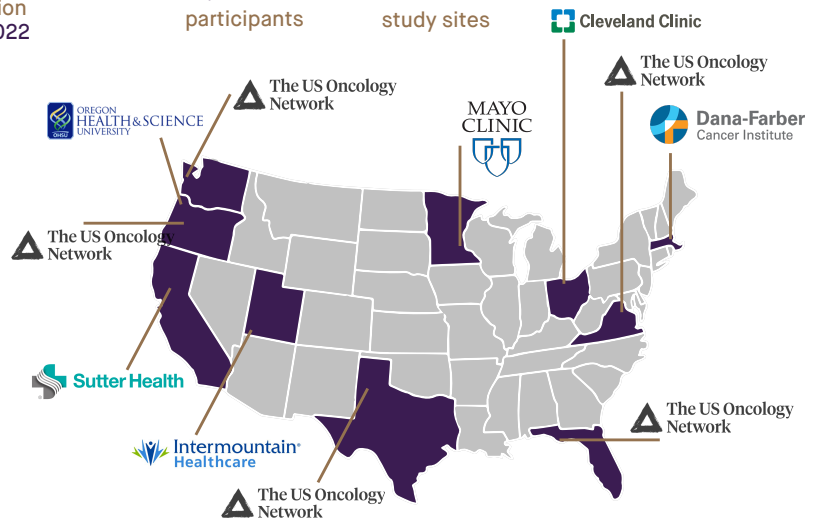 ion
022
participants
study sites
Cleveland Clinic
The US Oncology
Network
The US Oncology
Network
MAYO
CLINIC
OREGON
HEALTH&SCIENCE
UNIVERSITY
OHSU
Dana-Farber
Cancer Institute
The US Oncology
Network
Sutter Health
The US Oncology
Network
Intermountain®
Healthcare
The US Oncology
Network